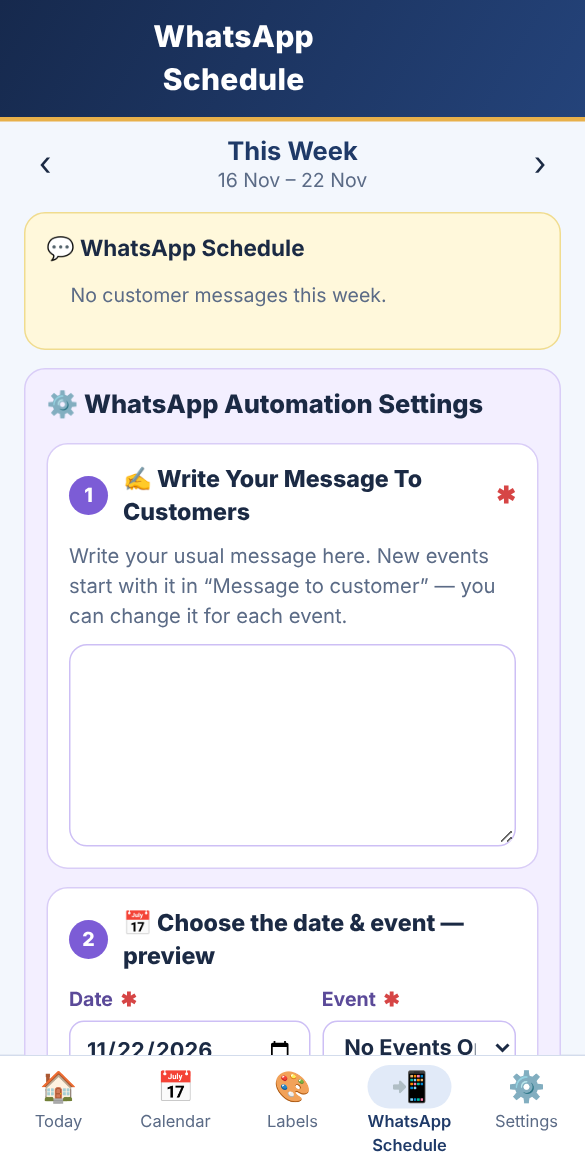 WhatsApp
Schedule
‹ This Week ›
16 Nov – 22 Nov
💬 WhatsApp Schedule
No customer messages this week.
⚙️ WhatsApp Automation Settings
1 ✍️ Write Your Message To
Customers ✱
Write your usual message here. New events
start with it in “Message to customer” — you
can change it for each event.
2 📅 Choose the date & event —
preview
Date ✱ Event ✱
11/22/2026 No Events
Today Calendar Labels WhatsApp
Schedule Settings